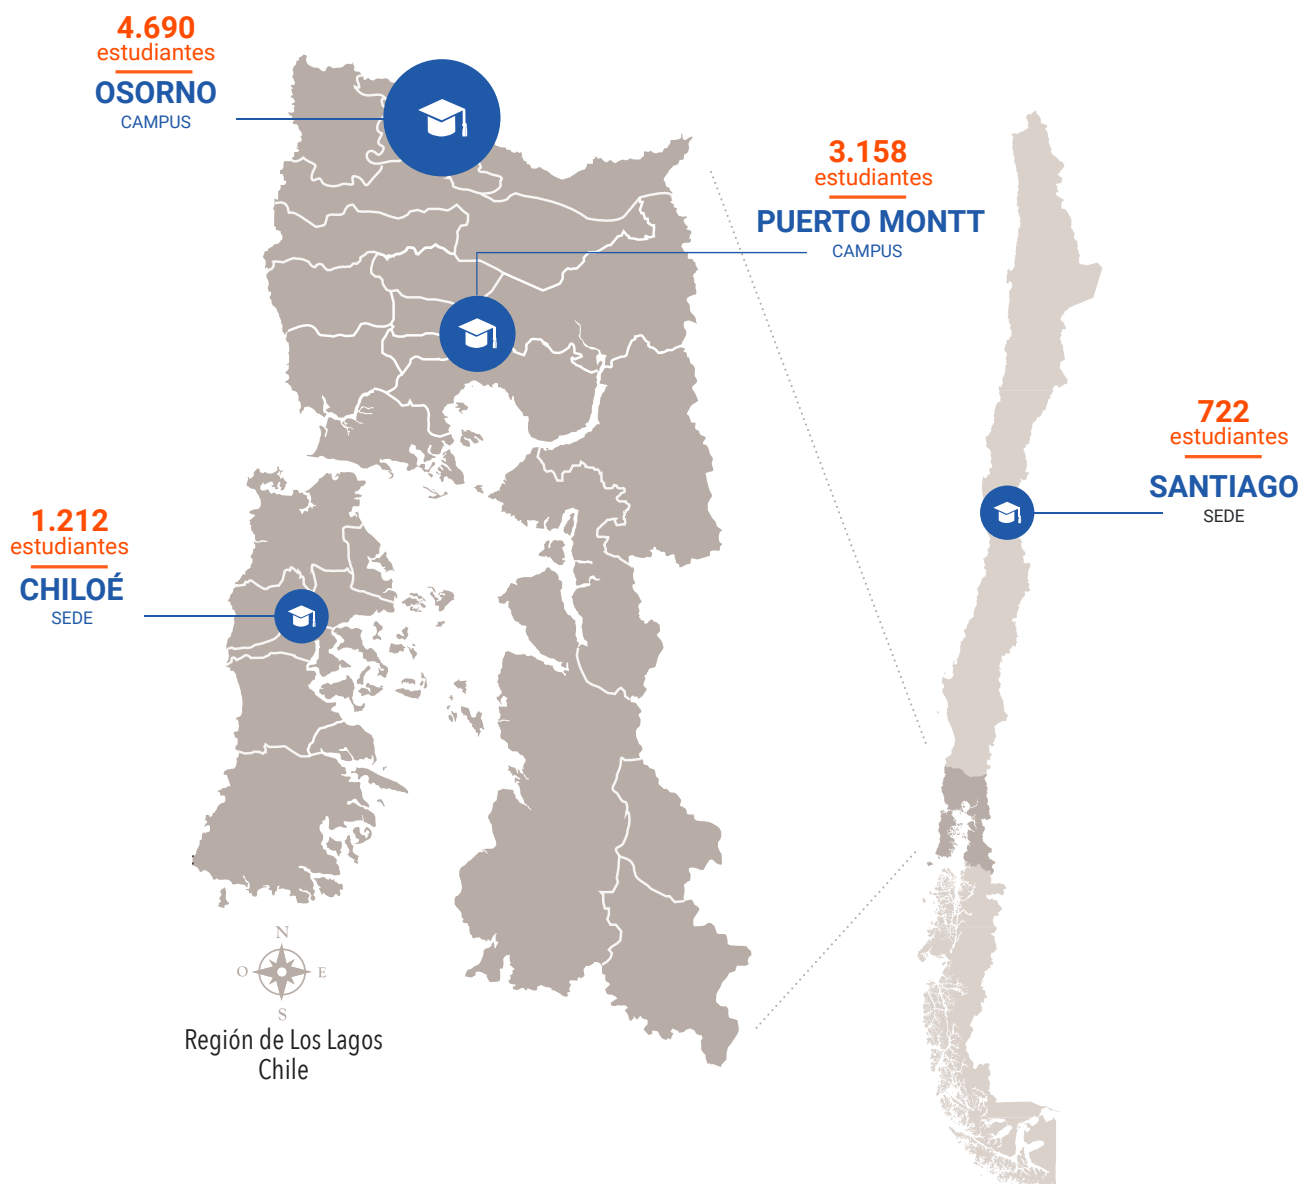 4.690
estudiantes
OSORNO
CAMPUS
3.158
estudiantes
PUERTO MONTT
CAMPUS
722
estudiantes
SANTIAGO
SEDE
1.212
estudiantes
CHILOÉ
SEDE
N
O
E
S
Región de Los Lagos
Chile